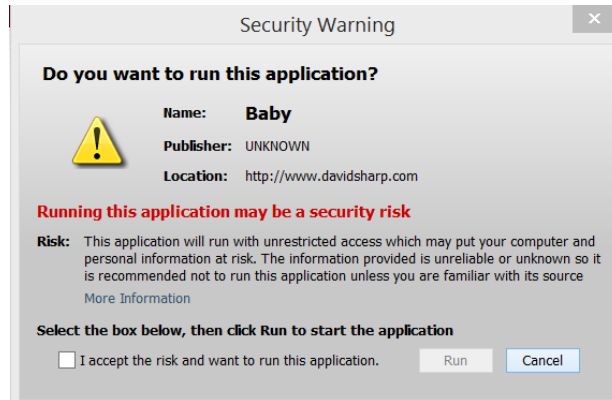 Security Warning
Do you want to run this application?
Name: Baby
Publisher: UNKNOWN
Location: http://www.davidsharp.com
Running this application may be a security risk
Risk: This application will run with unrestricted access which may put your computer and
personal information at risk. The information provided is unreliable or unknown so it
is recommended not to run this application unless you are familiar with its source
More Information
Select the box below, then click Run to start the application
I accept the risk and want to run this application. Run Cancel